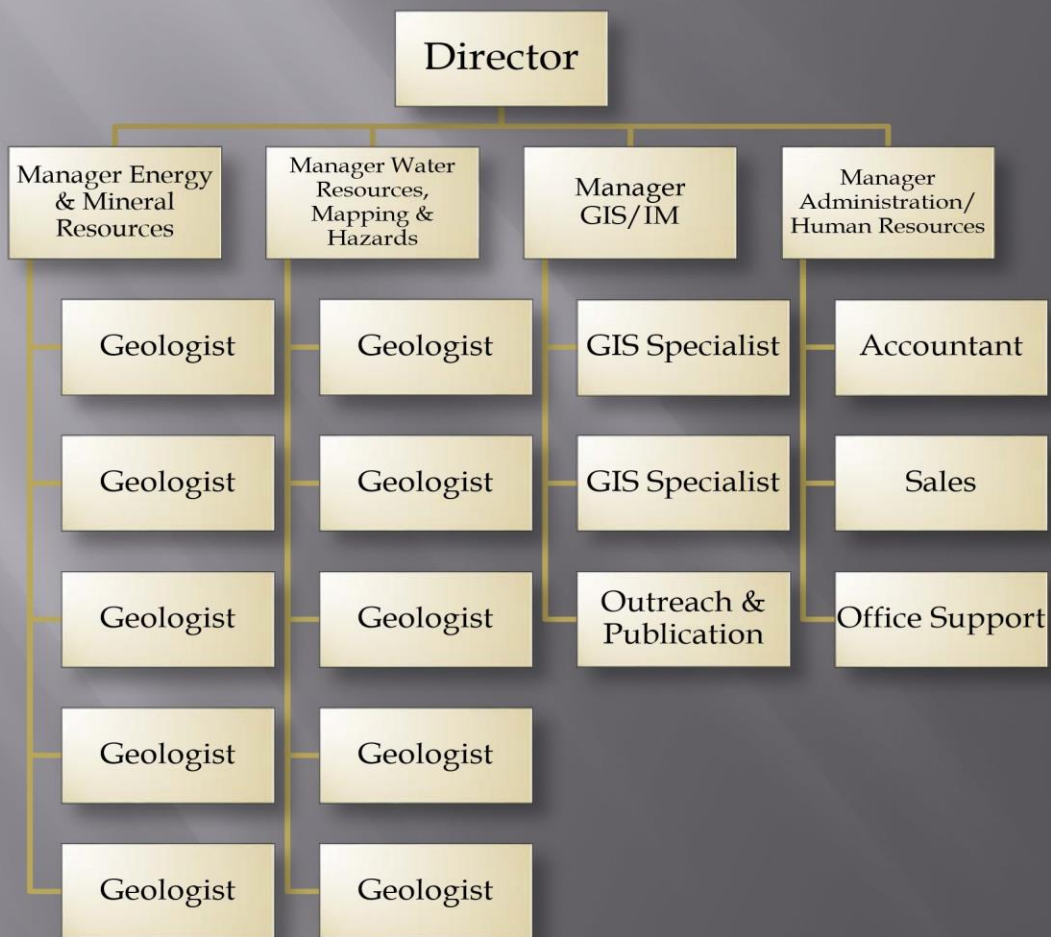 Director
Manager Energy
& Mineral
Resources
Manager Water
Resources,
Mapping &
Hazards
Manager
GIS/IM
Manager
Administration/
Human Resources
Geologist
Geologist
GIS Specialist
Accountant
Geologist
Geologist
GIS Specialist
Sales
Geologist
Geologist
Outreach &
Publication
Office Support
Geologist
Geologist
Geologist
Geologist